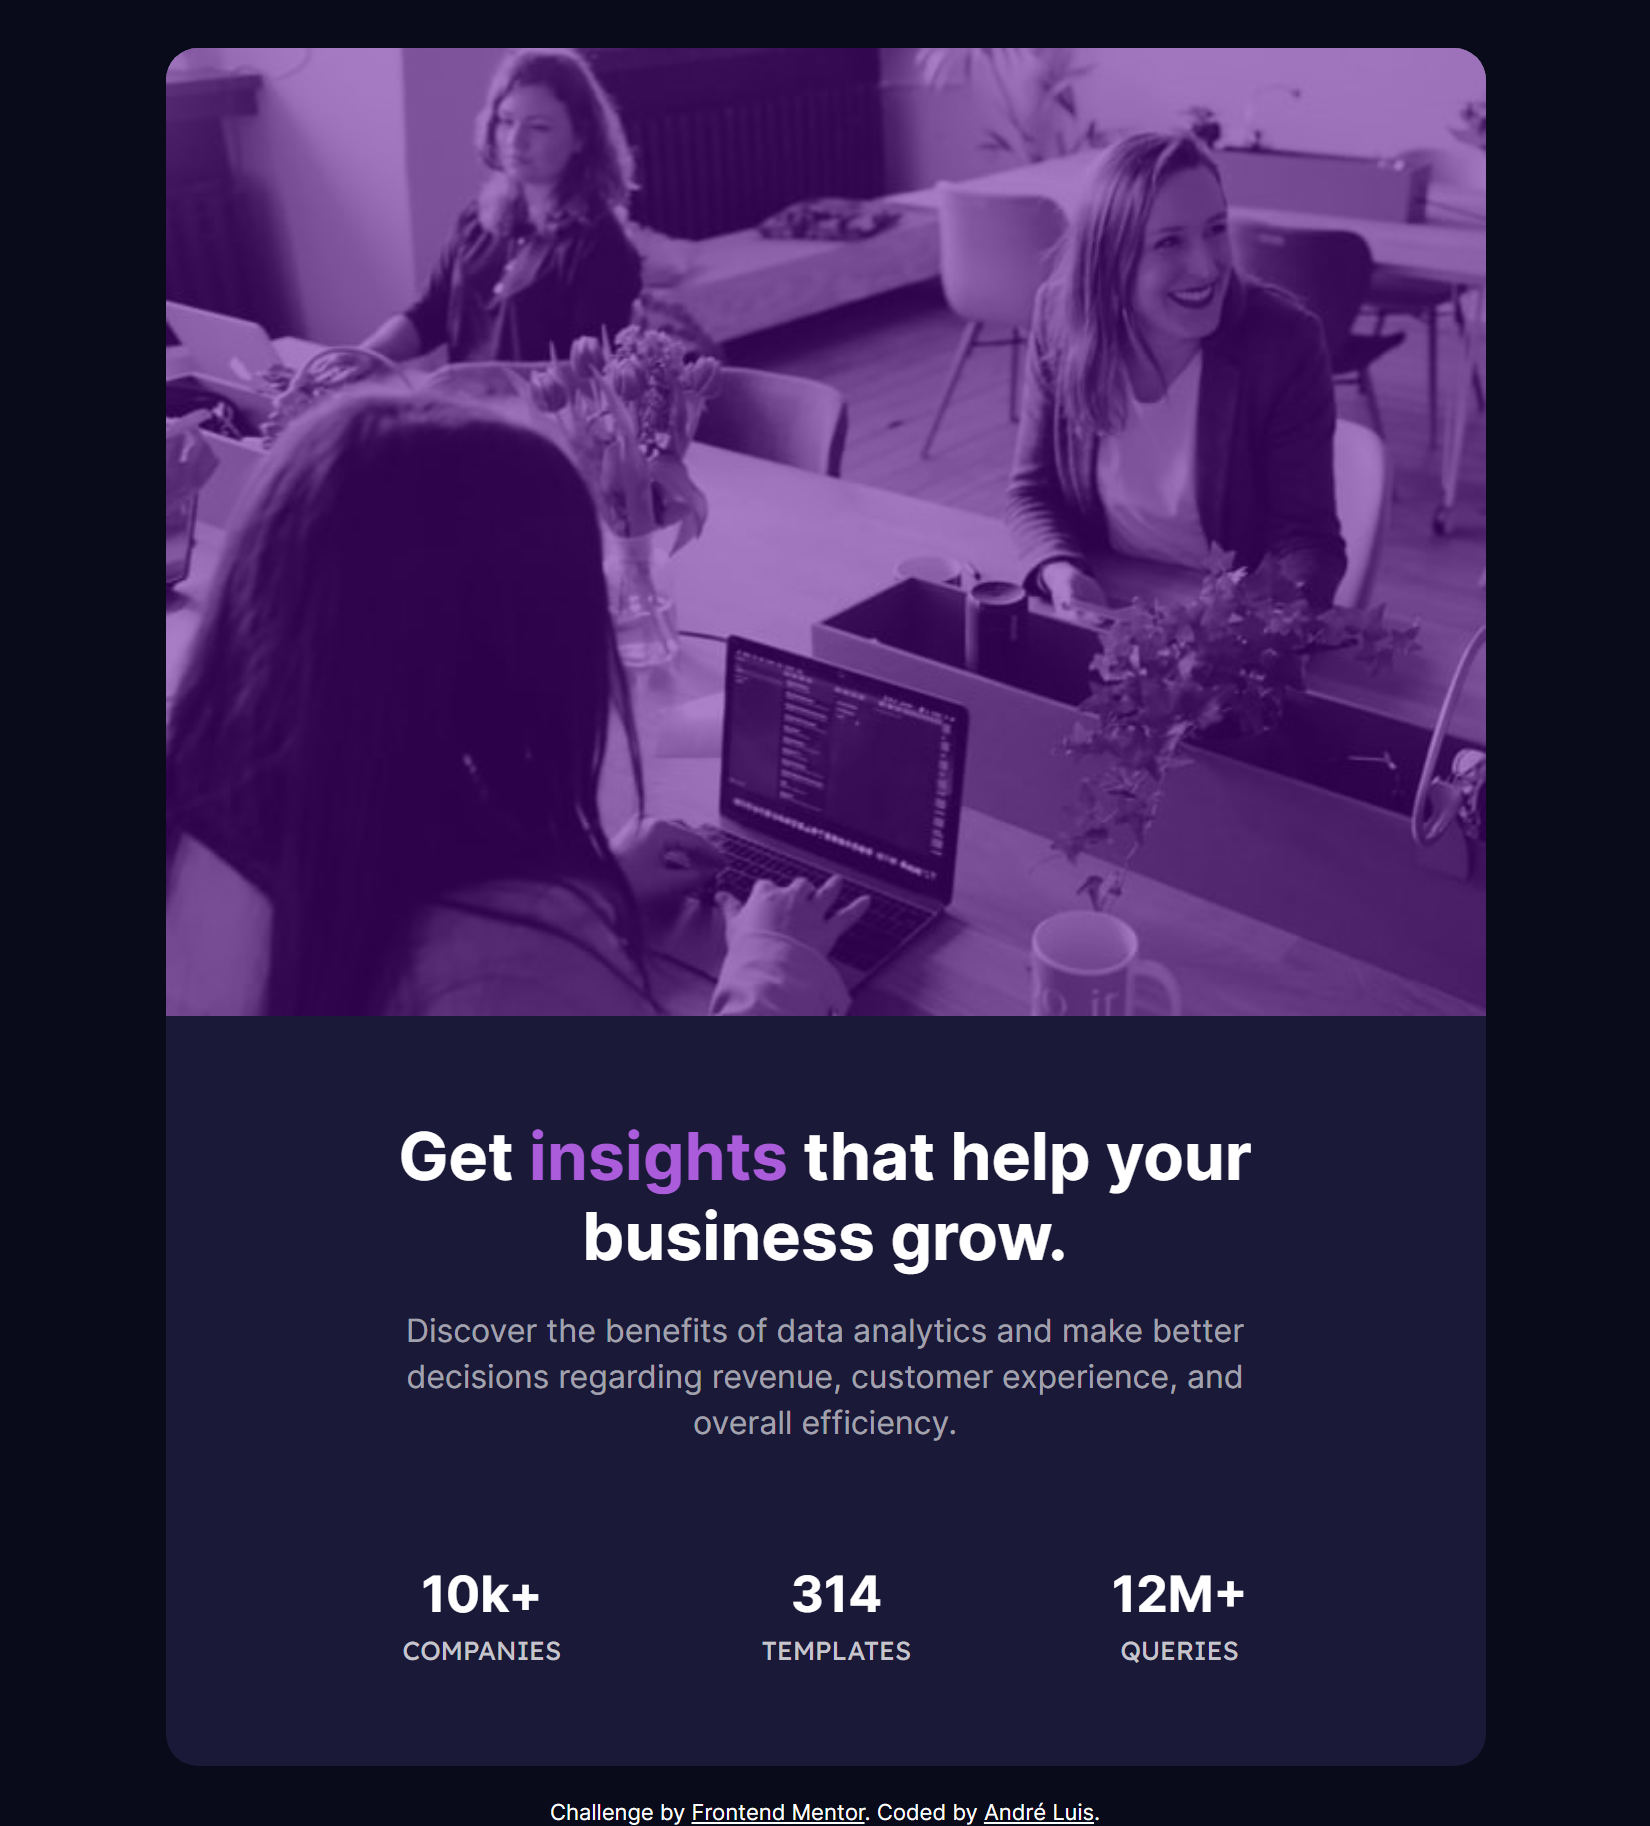 Get insights that help your
business grow.
Discover the benefits of data analytics and make better
decisions regarding revenue, customer experience, and
overall efficiency.
10k+ 314 12M+
COMPANIES TEMPLATES QUERIES
Challenge by Frontend Mentor. Coded by André Luis.